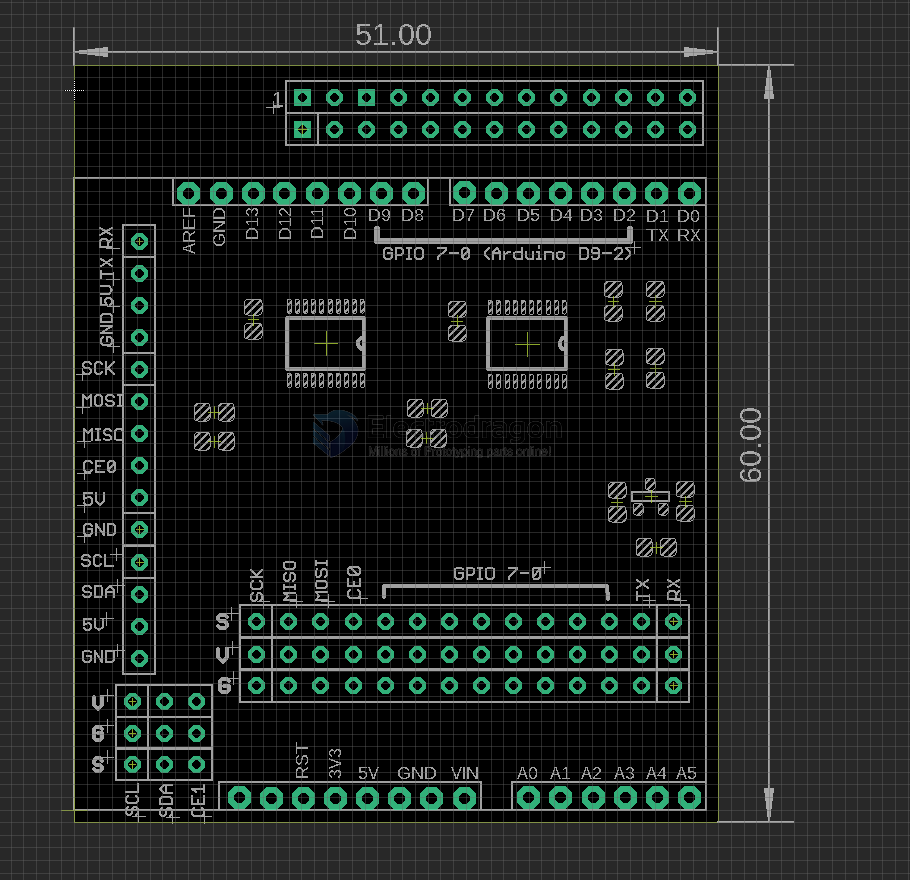 51.00
1
AREF GND D13 D12 D11 D10 D9 D8 D7 D6 D5 D4 D3 D2 D1 D0
TX RX
GPIO 7-0 (Arduino D9-2)
RX
TX
5V
GND
SCK
MOSI
MISO
CE0
5V
GND
SCL
SDA
5V
GND
60.00
Elecrodragon
Millions of Prototyping parts online!
SCK MISO MOSI CE0 GPIO 7-0 TX RX
S
V
G
V
G
S
SCL SDA CE1
RST 3V3 5V GND VIN A0 A1 A2 A3 A4 A5